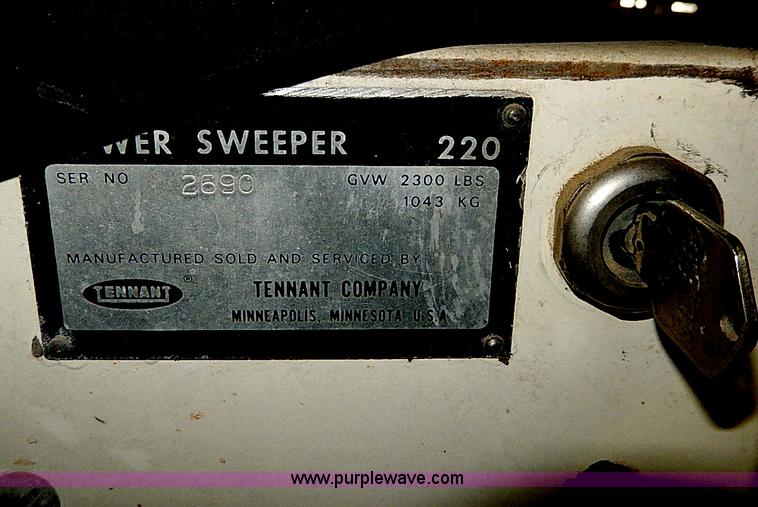 WER SWEEPER 220
SER. NO 2690 GVW 2300 LBS
1043 KG
MANUFACTURED SOLD AND SERVICED BY
TENNANT ® TENNANT COMPANY
MINNEAPOLIS, MINNESOTA U.S.A
www.purplewave.com